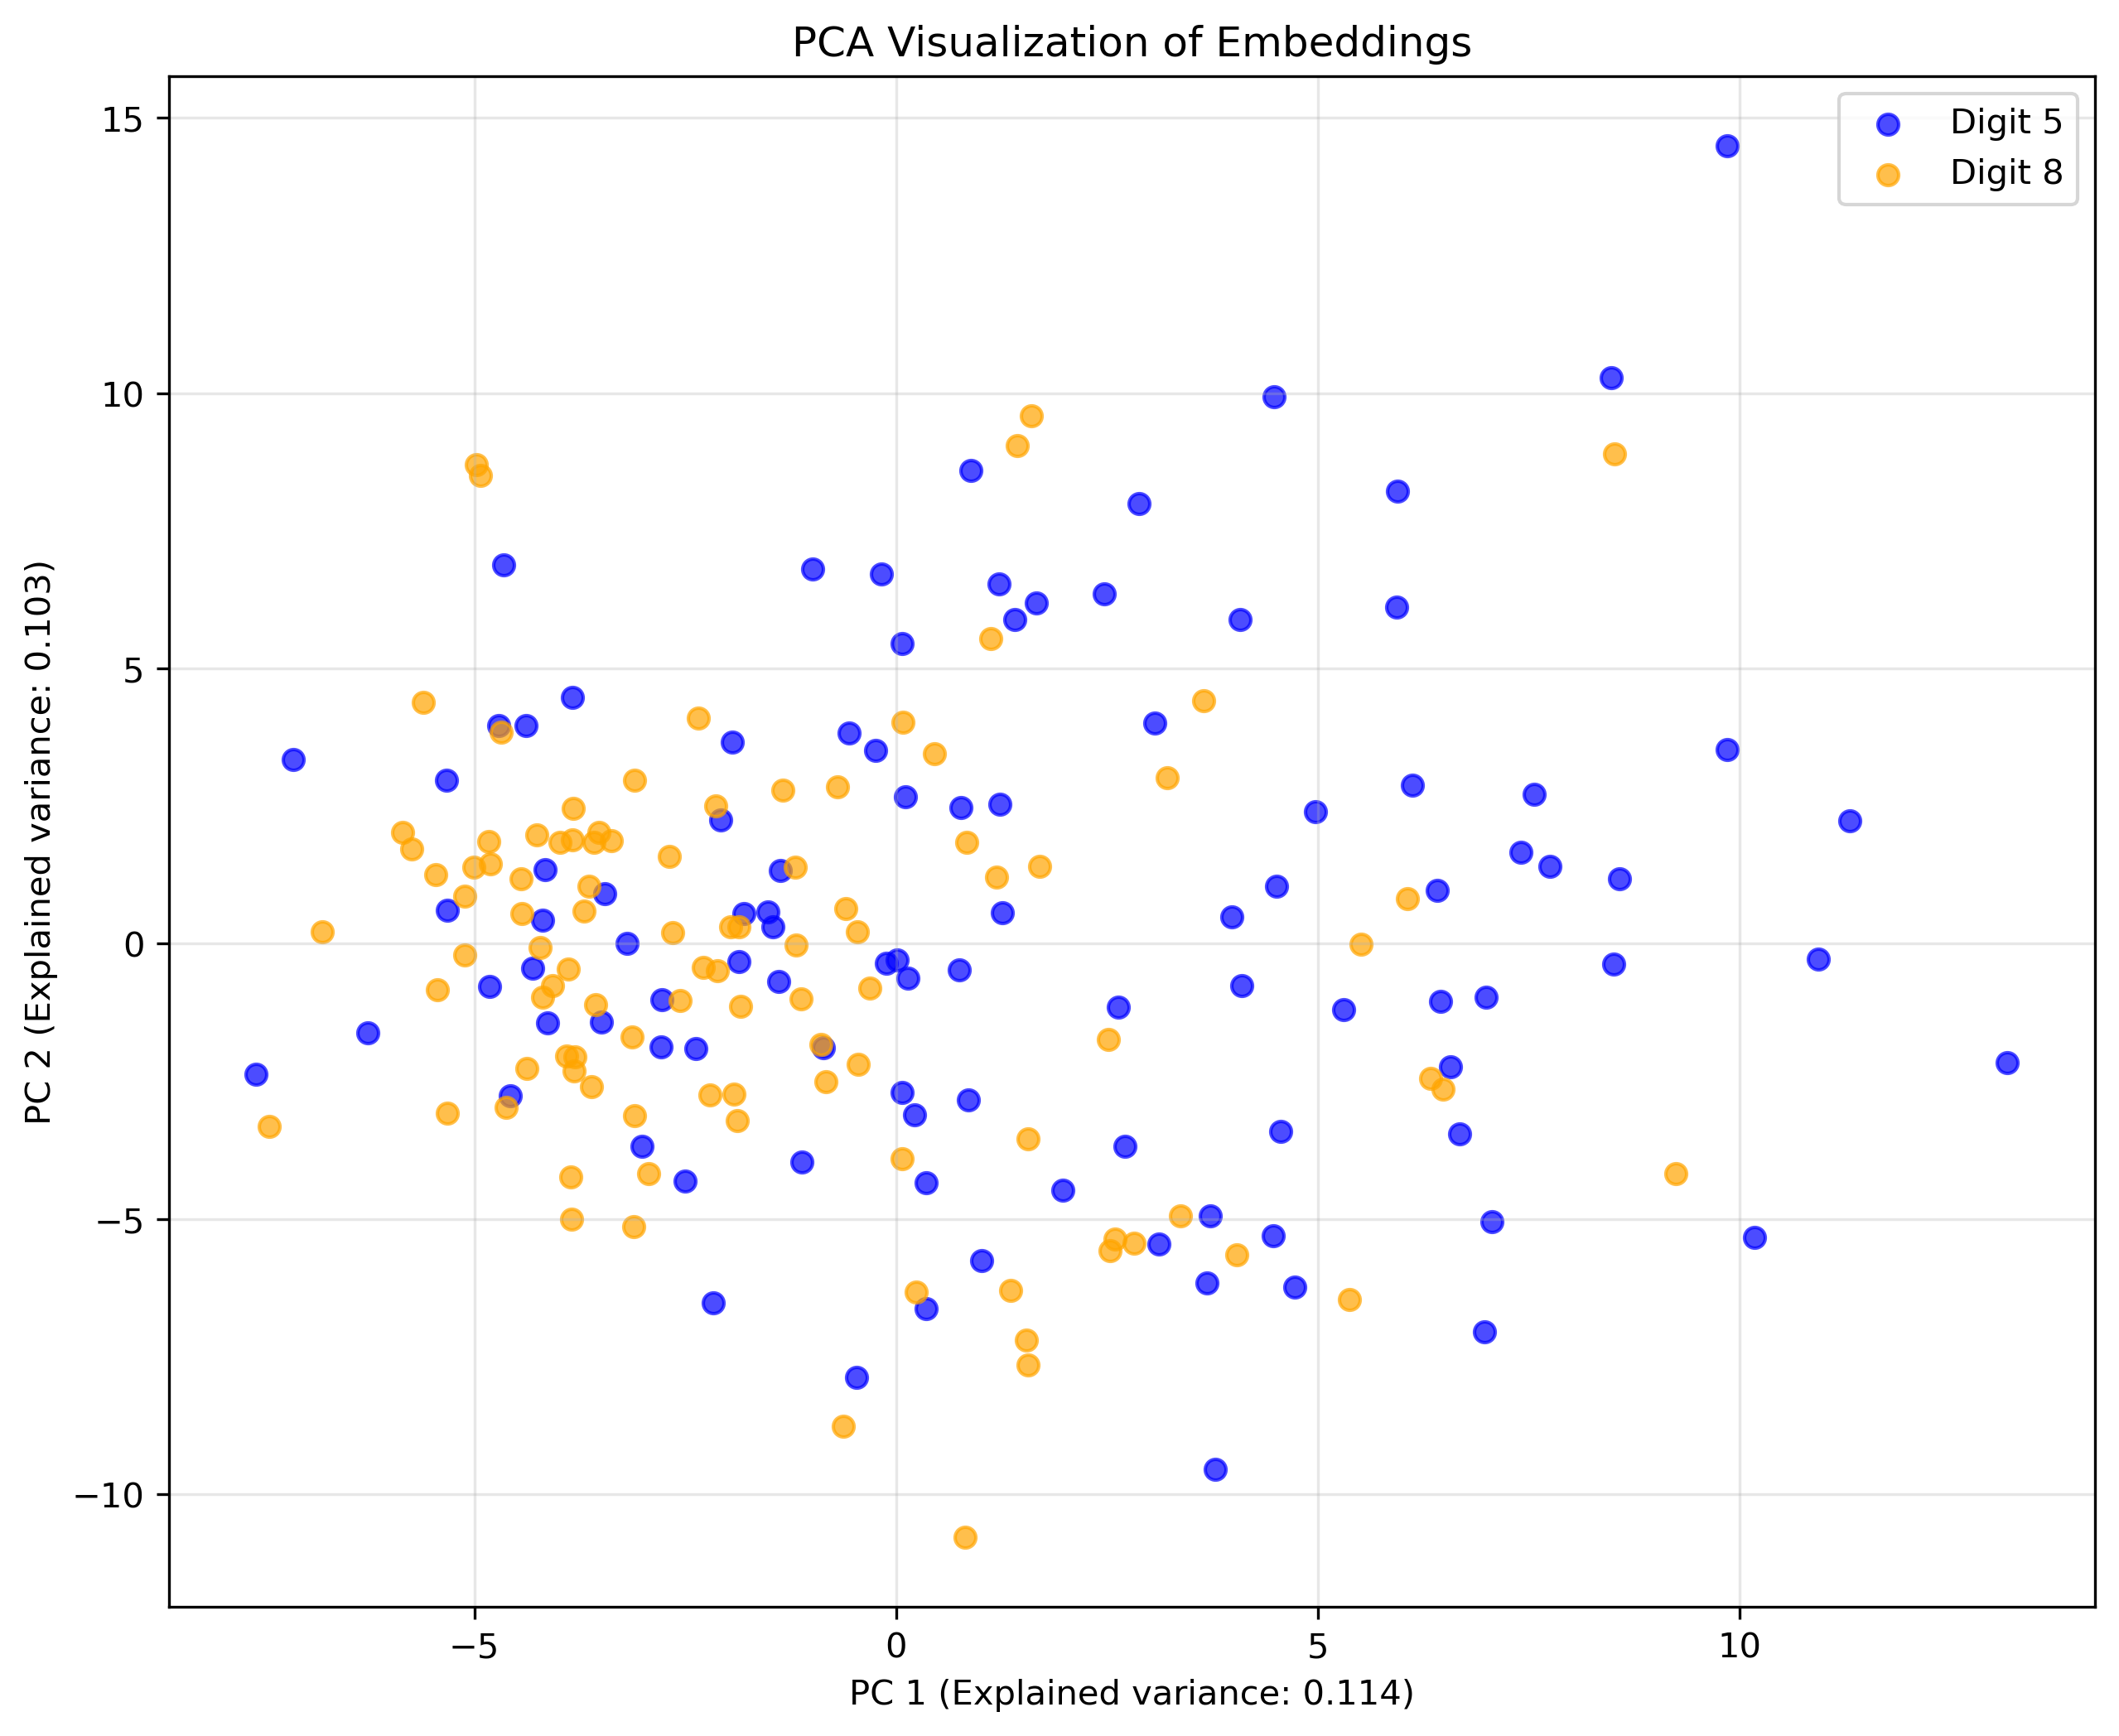 PCA Visualization of Embeddings
Digit 5
Digit 8
15
10
5
0
−5
−10
PC 2 (Explained variance: 0.103)
−5
0
5
10
PC 1 (Explained variance: 0.114)